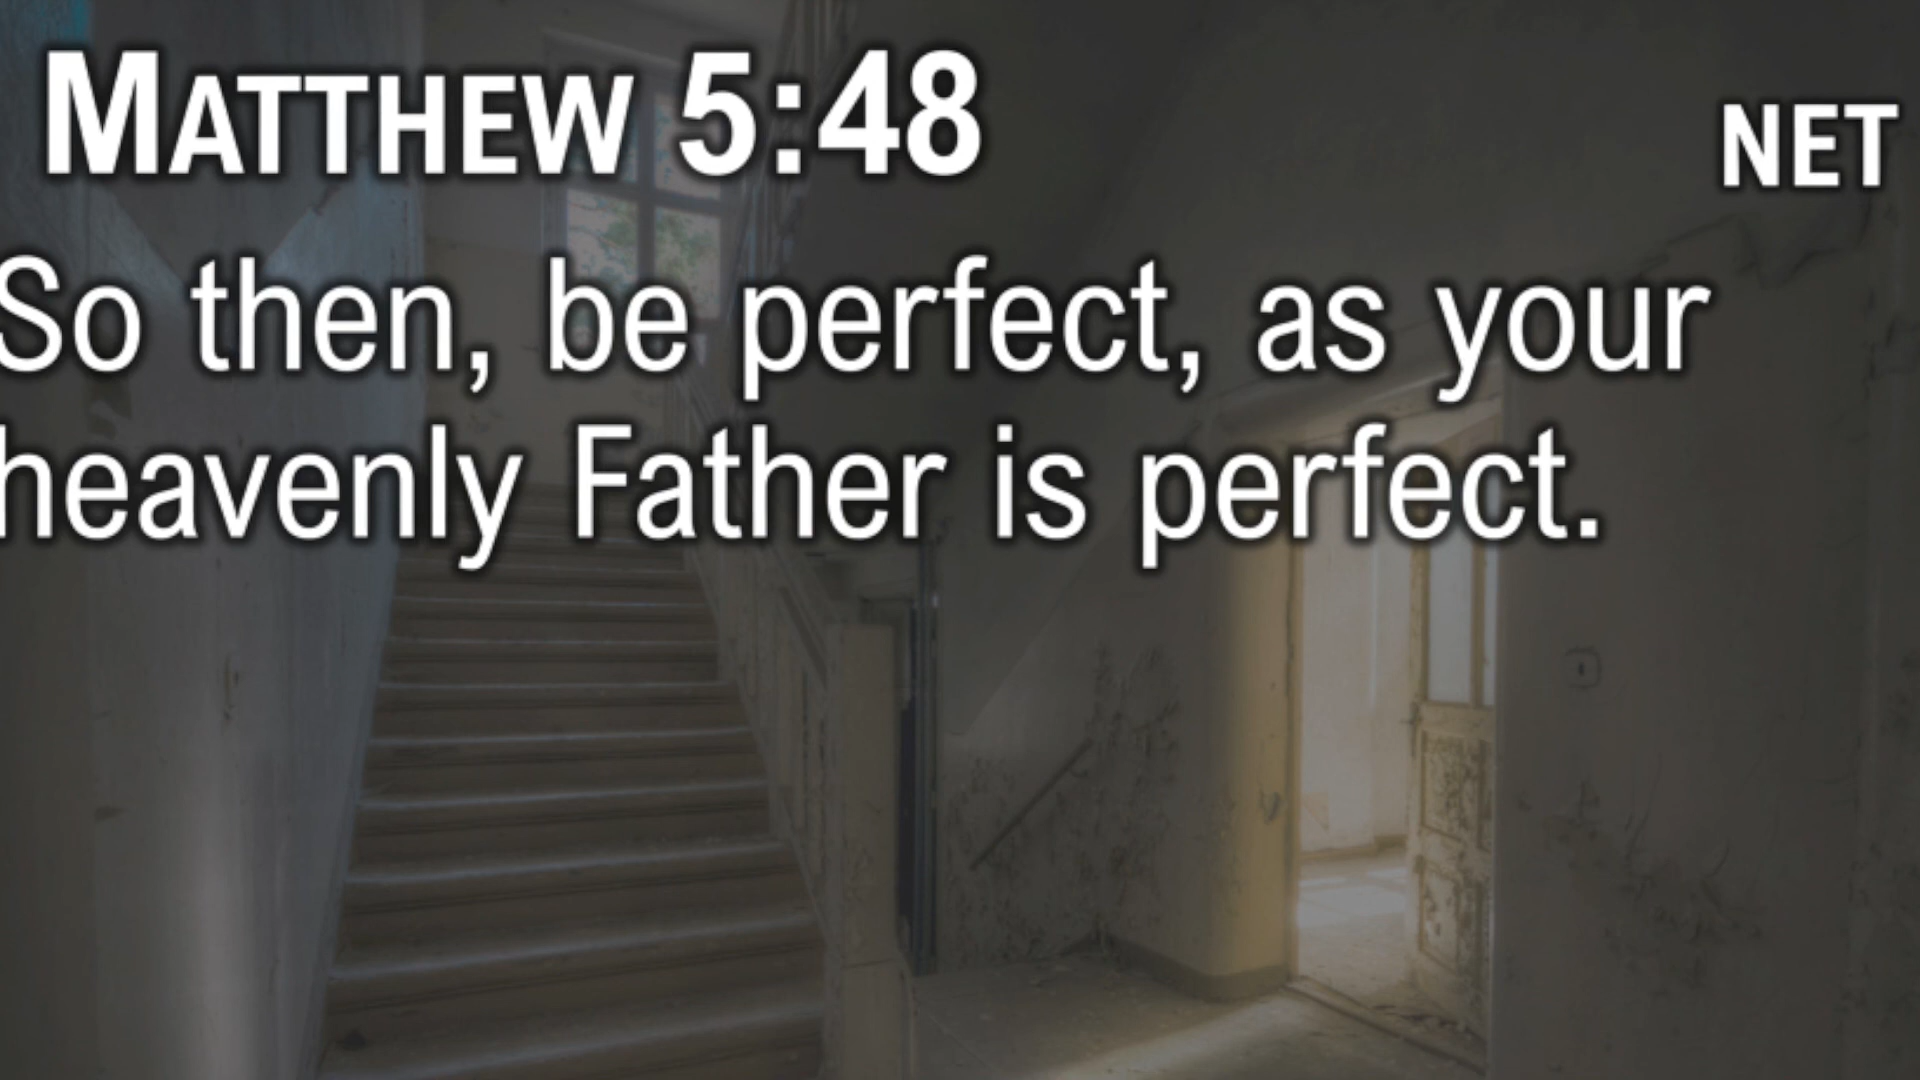 MATTHEW 5:48
NET
So then, be perfect, as your
heavenly Father is perfect.